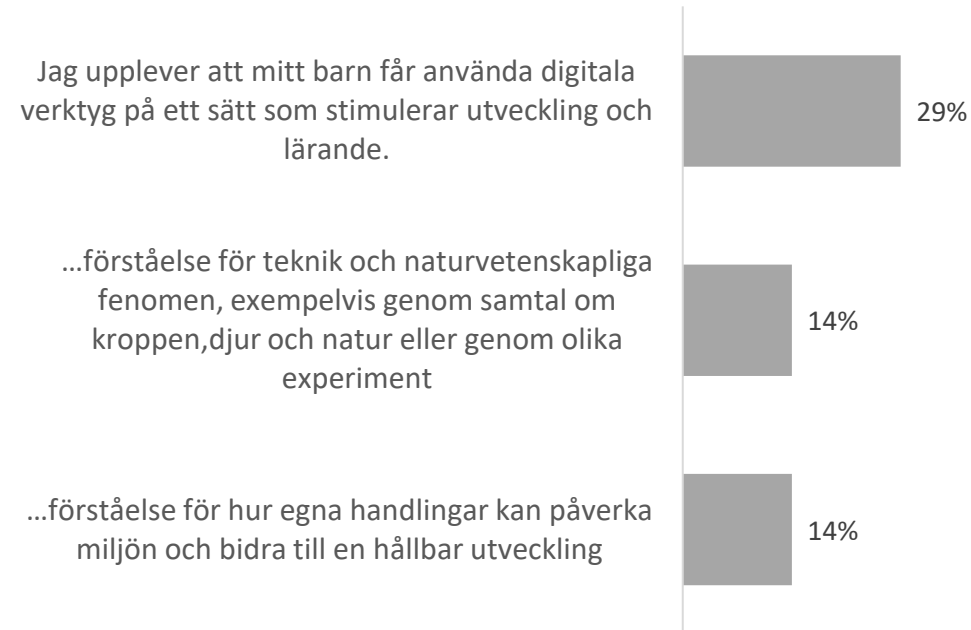 Jag upplever att mitt barn får använda digitala
verktyg på ett sätt som stimulerar utveckling och
lärande.
29%
…förståelse för teknik och naturvetenskapliga
fenomen, exempelvis genom samtal om
kroppen,djur och natur eller genom olika
experiment
14%
…förståelse för hur egna handlingar kan påverka
miljön och bidra till en hållbar utveckling
14%